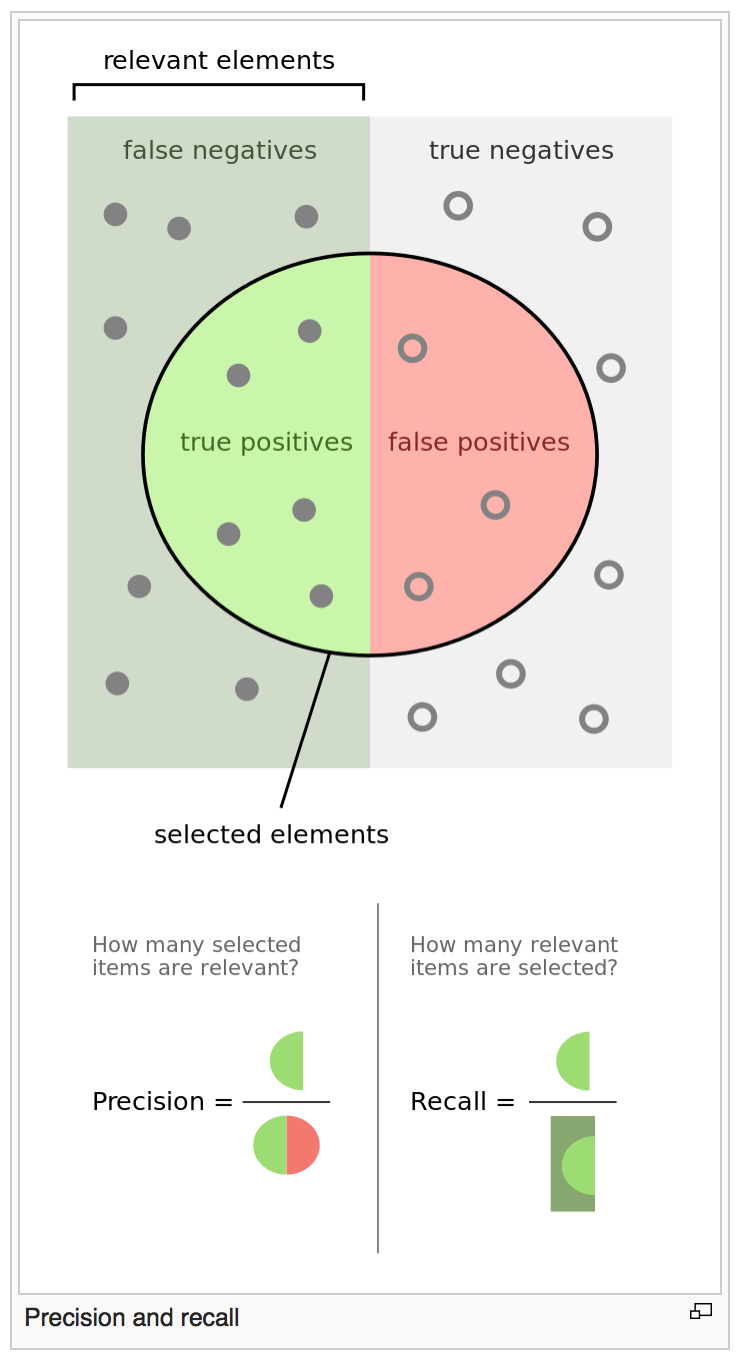 relevant elements
false negatives
true negatives
true positives
false positives
selected elements
How many selected
items are relevant?
How many relevant
items are selected?
Precision =
Recall =
Precision and recall